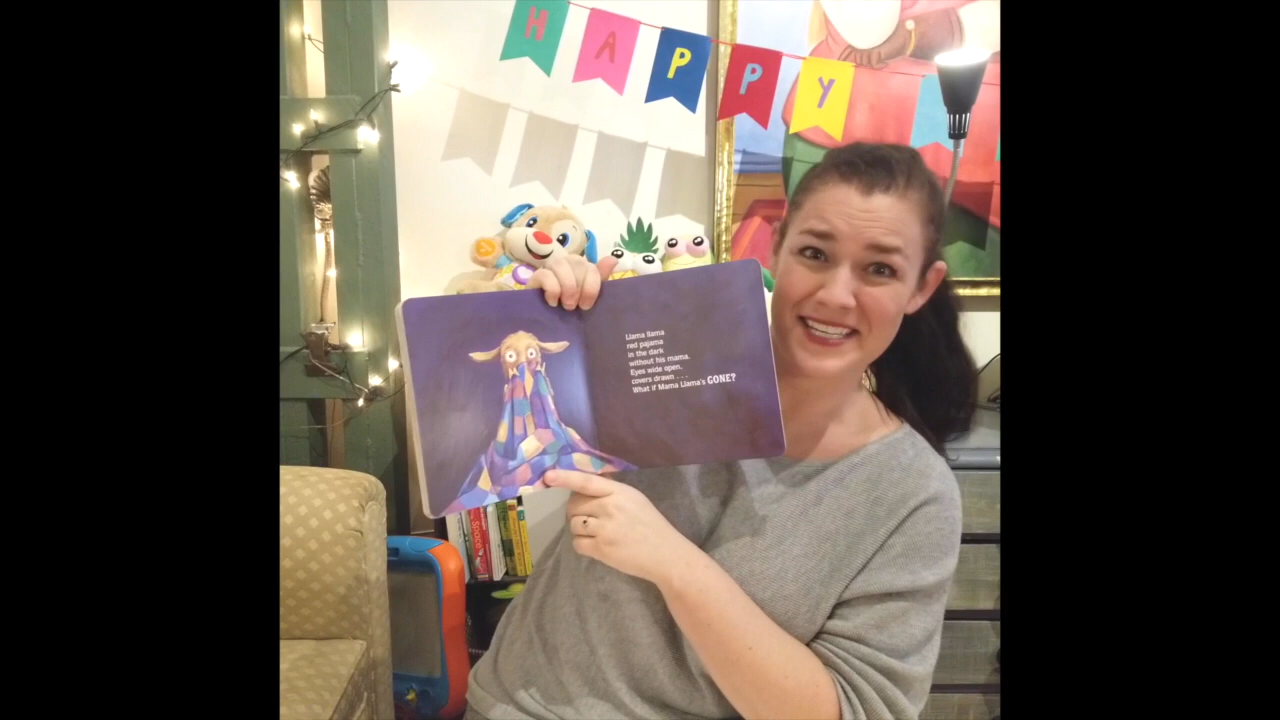 HAPPY
Llama llama
red pajama
in the dark
without his mama.
Eyes wide open,
covers drawn . . .
What if Mama Llama's GONE?
Space